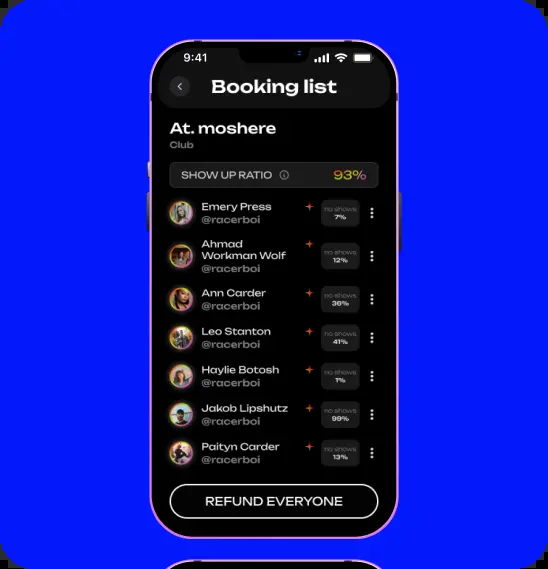 9:41
Booking list
At. moshere
Club
SHOW UP RATIO 93%
Emery Press
@racerboi
no shows
7%
Ahmad
Workman Wolf
@racerboi
no shows
12%
Ann Carder
@racerboi
no shows
36%
Leo Stanton
@racerboi
no shows
41%
Haylie Botosh
@racerboi
no shows
1%
Jakob Lipshutz
@racerboi
no shows
99%
Paityn Carder
@racerboi
no shows
13%
REFUND EVERYONE